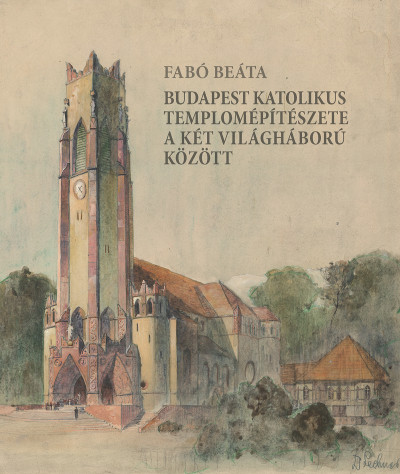 FABÓ BEÁTA
BUDAPEST KATOLIKUS
TEMPLOMÉPÍTÉSZETE
A KÉT VILÁGHÁBORÚ
KÖZÖTT